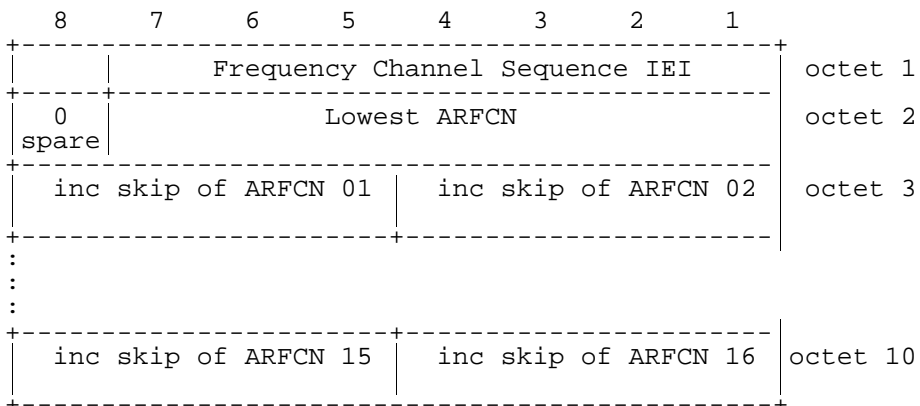 8 7 6 5 4 3 2 1
Frequency Channel Sequence IEI octet 1
0 Lowest ARFCN octet 2
spare
inc skip of ARFCN 01 inc skip of ARFCN 02 octet 3
:
:
:
inc skip of ARFCN 15 inc skip of ARFCN 16 octet 10